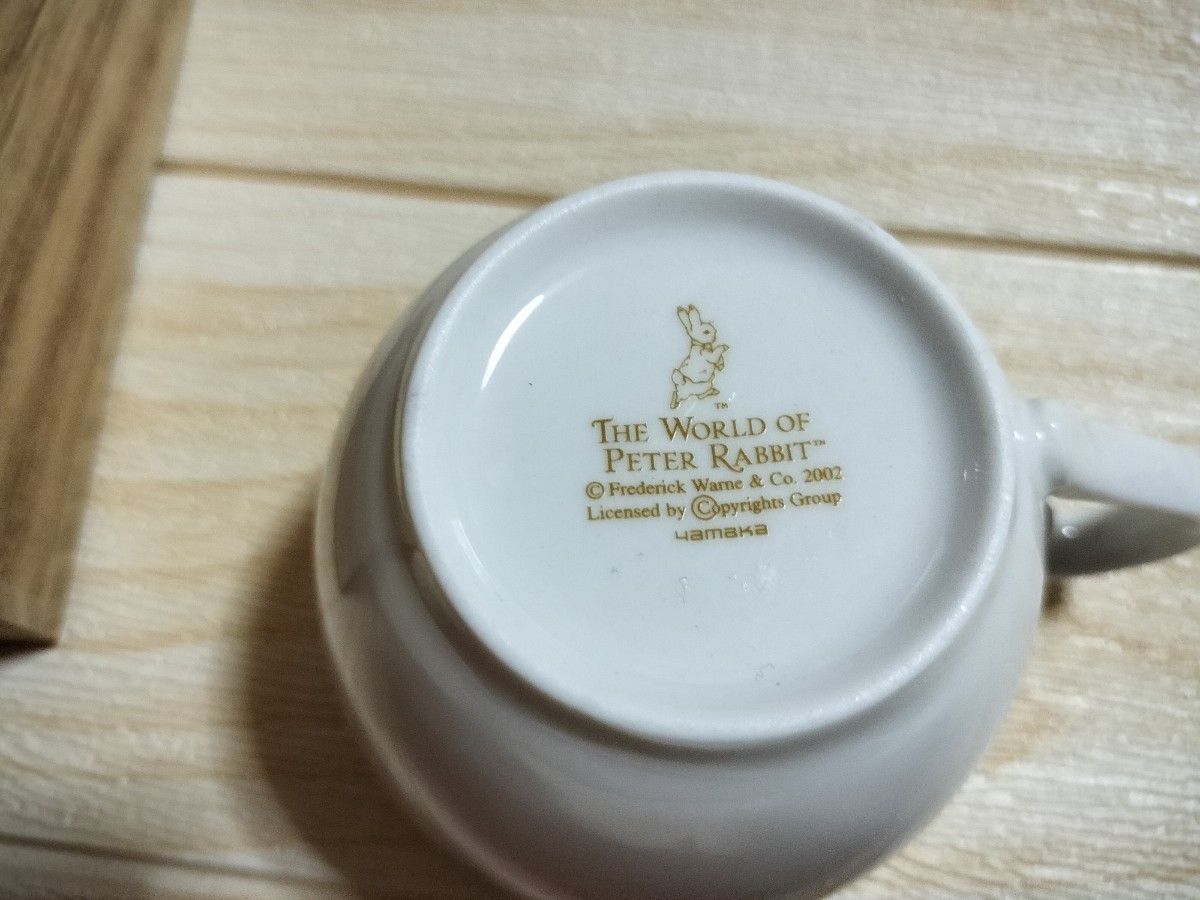 ™
THE WORLD OF
PETER RABBIT™
© Frederick Warne & Co. 2002
Licensed by ©opyrights Group
yamaka